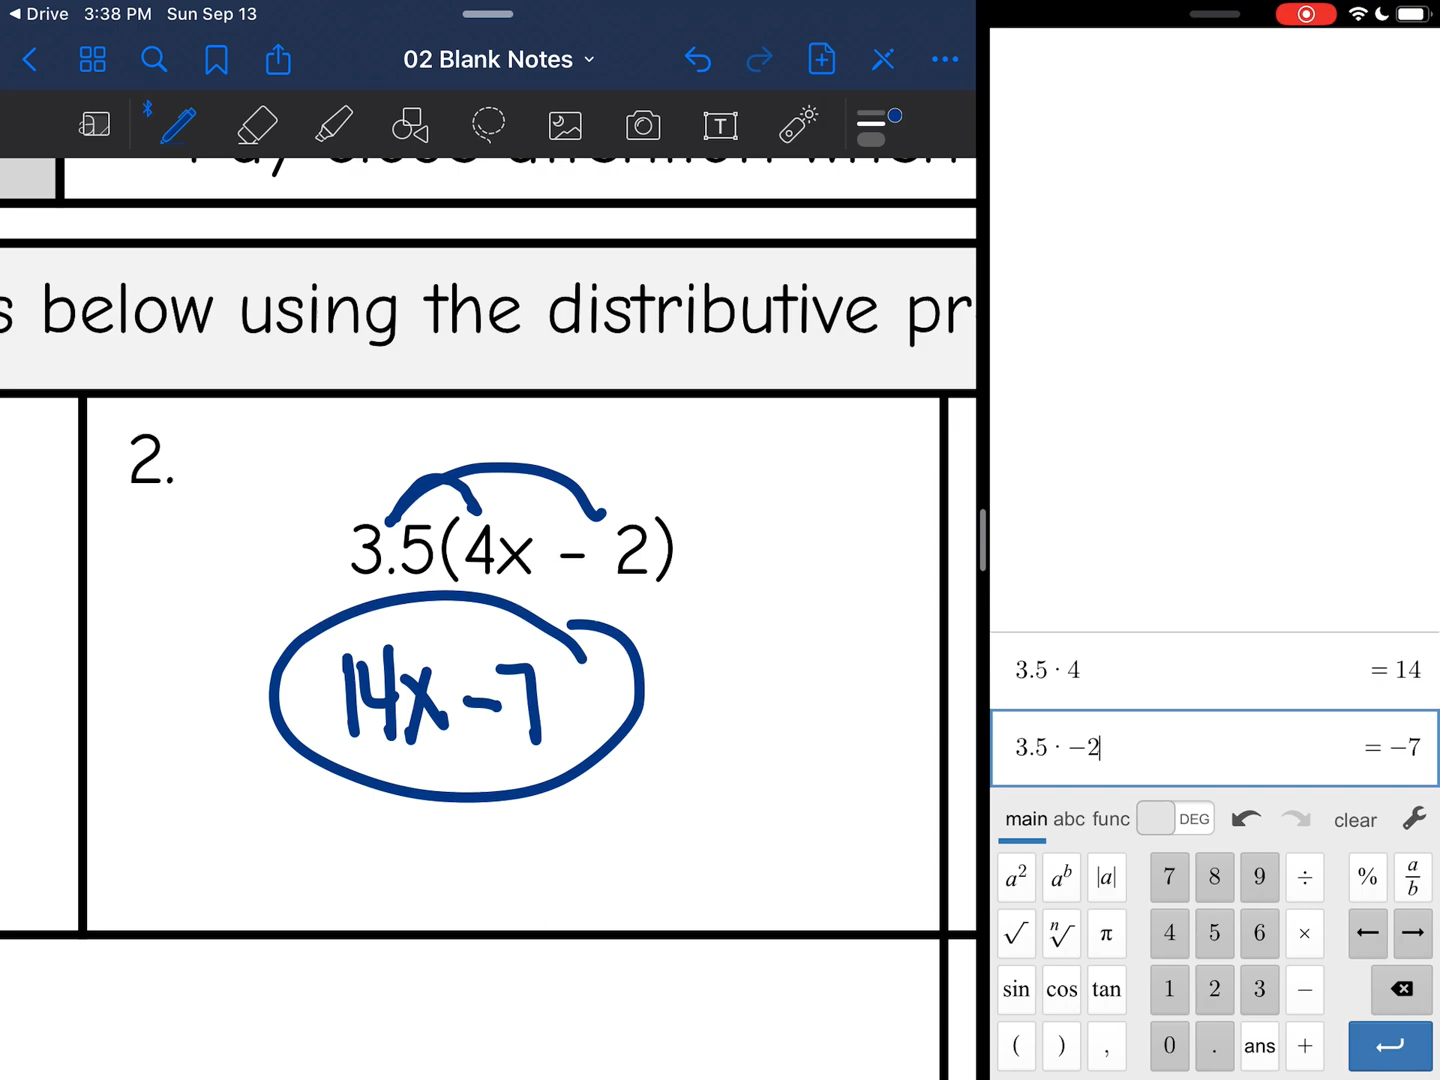 Drive 3:38 PM Sun Sep 13
02 Blank Notes
T
s below using the distributive pr
2.
3.5(4x - 2)
14x - 7
3.5 · 4 = 14
3.5 · −2 = −7
main abc func DEG clear
a² aᵇ |a| 7 8 9 ÷ % a/b
√ ⁿ√ π 4 5 6 × ← →
sin cos tan 1 2 3 −
( ) , 0 . ans +